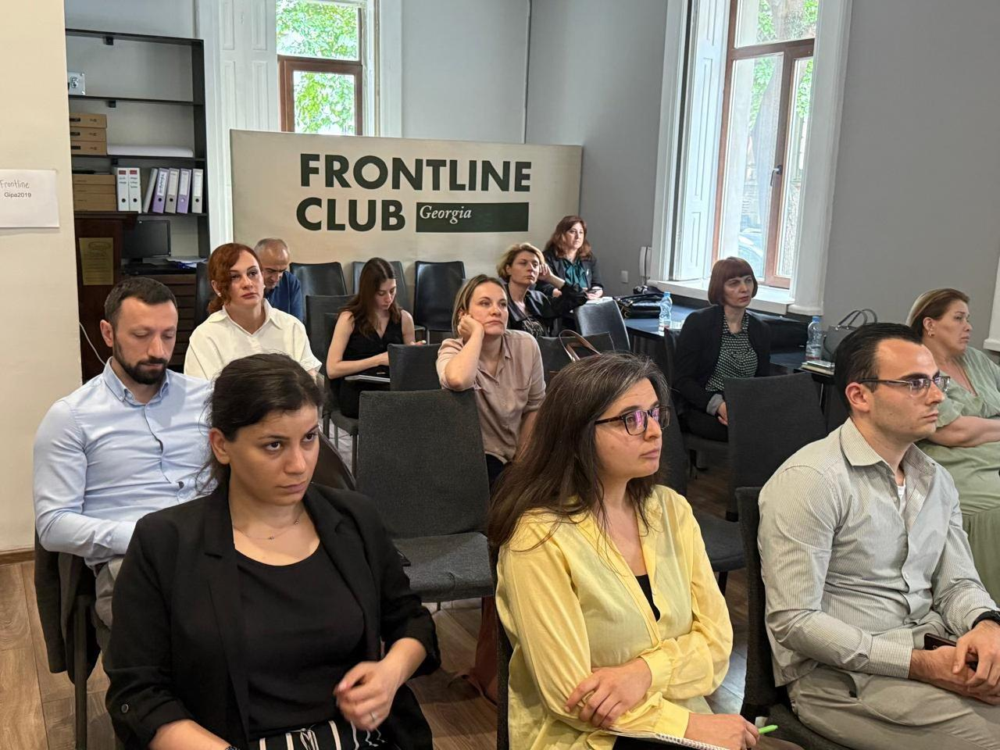 Frontline
Gipa2019
FRONTLINE
CLUB Georgia